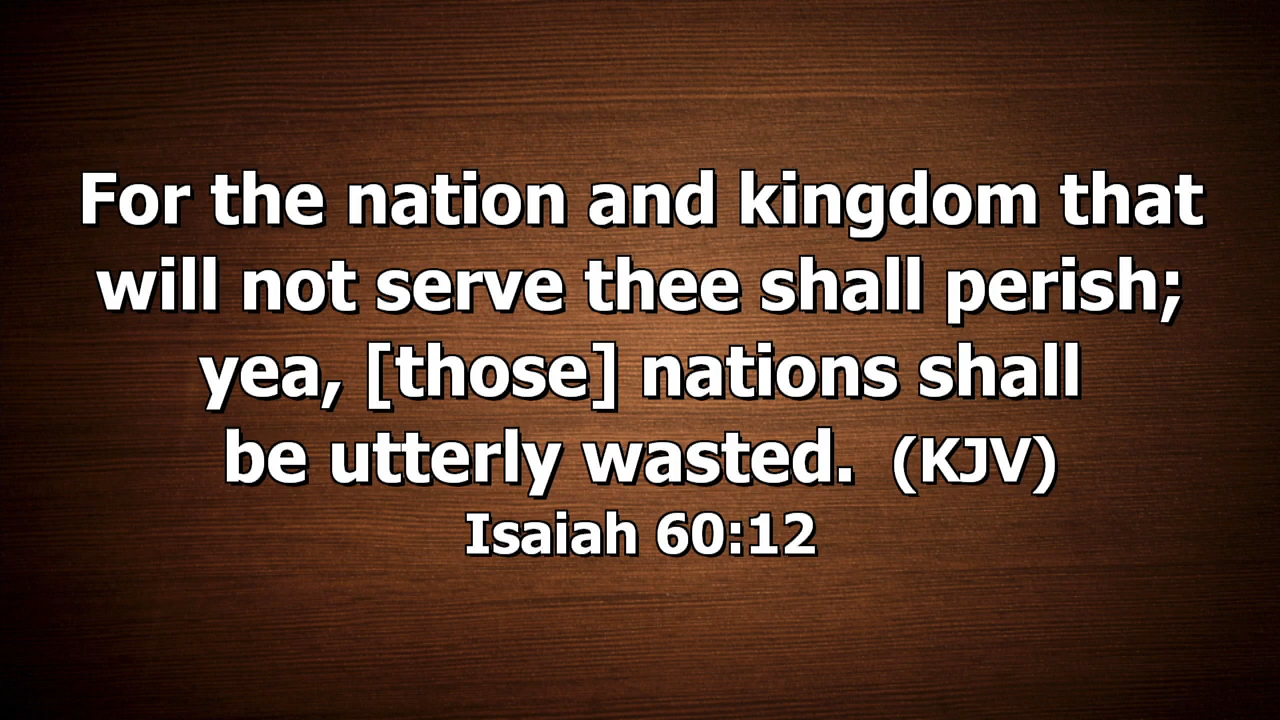 For the nation and kingdom that
will not serve thee shall perish;
yea, [those] nations shall
be utterly wasted. (KJV)
Isaiah 60:12